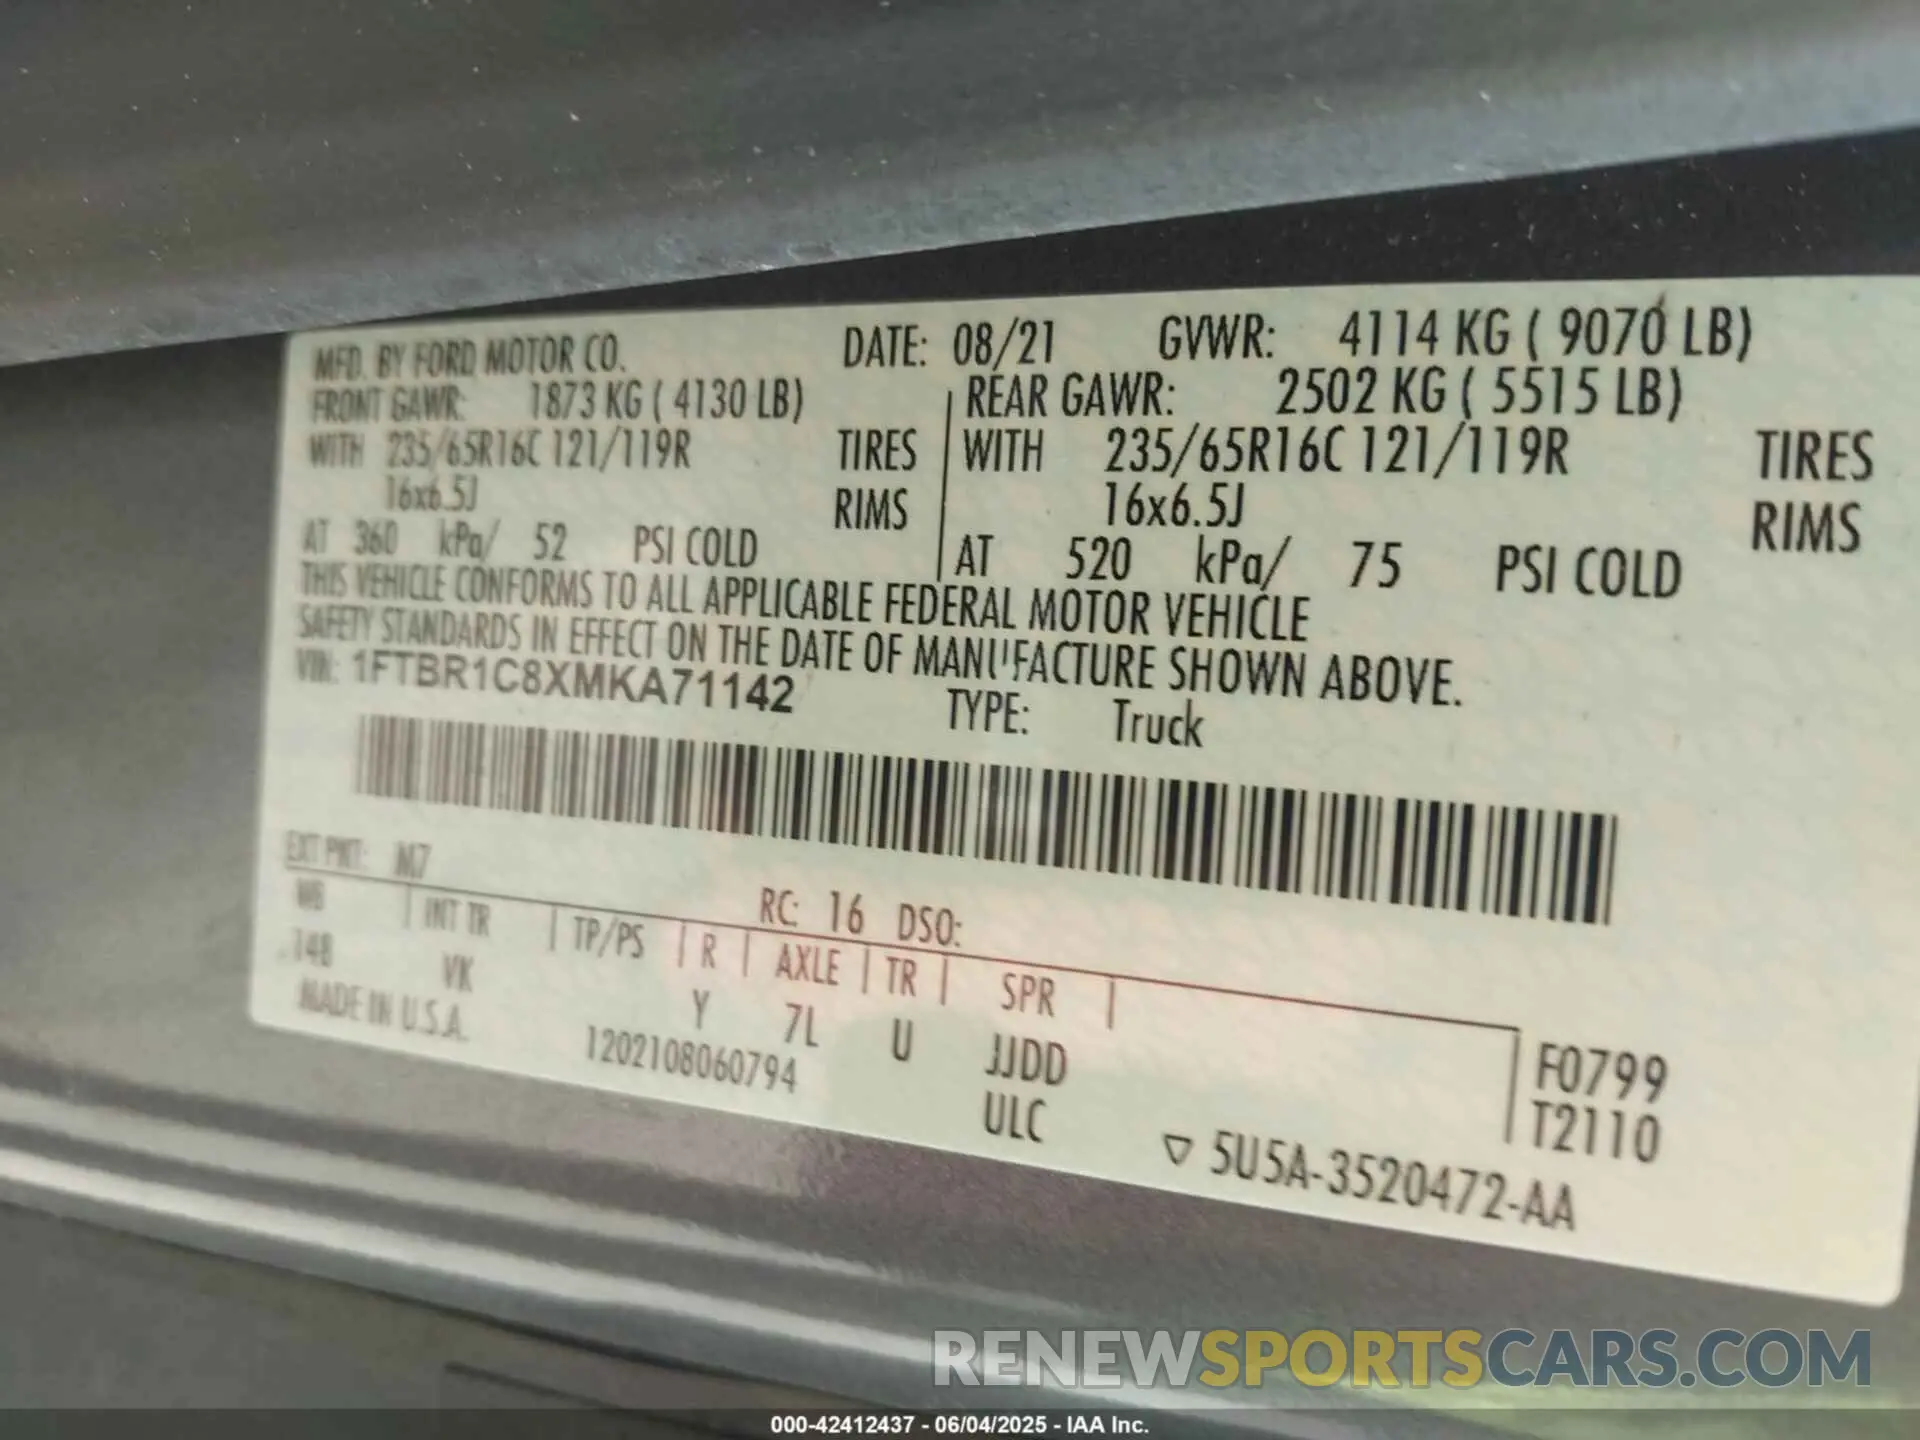 MFD. BY FORD MOTOR CO. DATE: 08/21 GVWR: 4114 KG ( 9070 LB)
FRONT GAWR: 1873 KG ( 4130 LB) REAR GAWR: 2502 KG ( 5515 LB)
WITH 235/65R16C 121/119R TIRES WITH 235/65R16C 121/119R TIRES
16x6.5J RIMS 16x6.5J RIMS
AT 360 kPa/ 52 PSI COLD AT 520 kPa/ 75 PSI COLD
THIS VEHICLE CONFORMS TO ALL APPLICABLE FEDERAL MOTOR VEHICLE
SAFETY STANDARDS IN EFFECT ON THE DATE OF MANUFACTURE SHOWN ABOVE.
VIN: 1FTBR1C8XMKA71142 TYPE: Truck
EXT PNT: M7 RC: 16 DSO:
WB INT TR TP/PS R AXLE TR SPR
148 VK Y 7L U JJDD F0799
MADE IN U.S.A. 1202108060794 ULC T2110
▽ 5U5A-3520472-AA
RENEWSPORTSCARS.COM
000-42412437 - 06/04/2025 - IAA Inc.